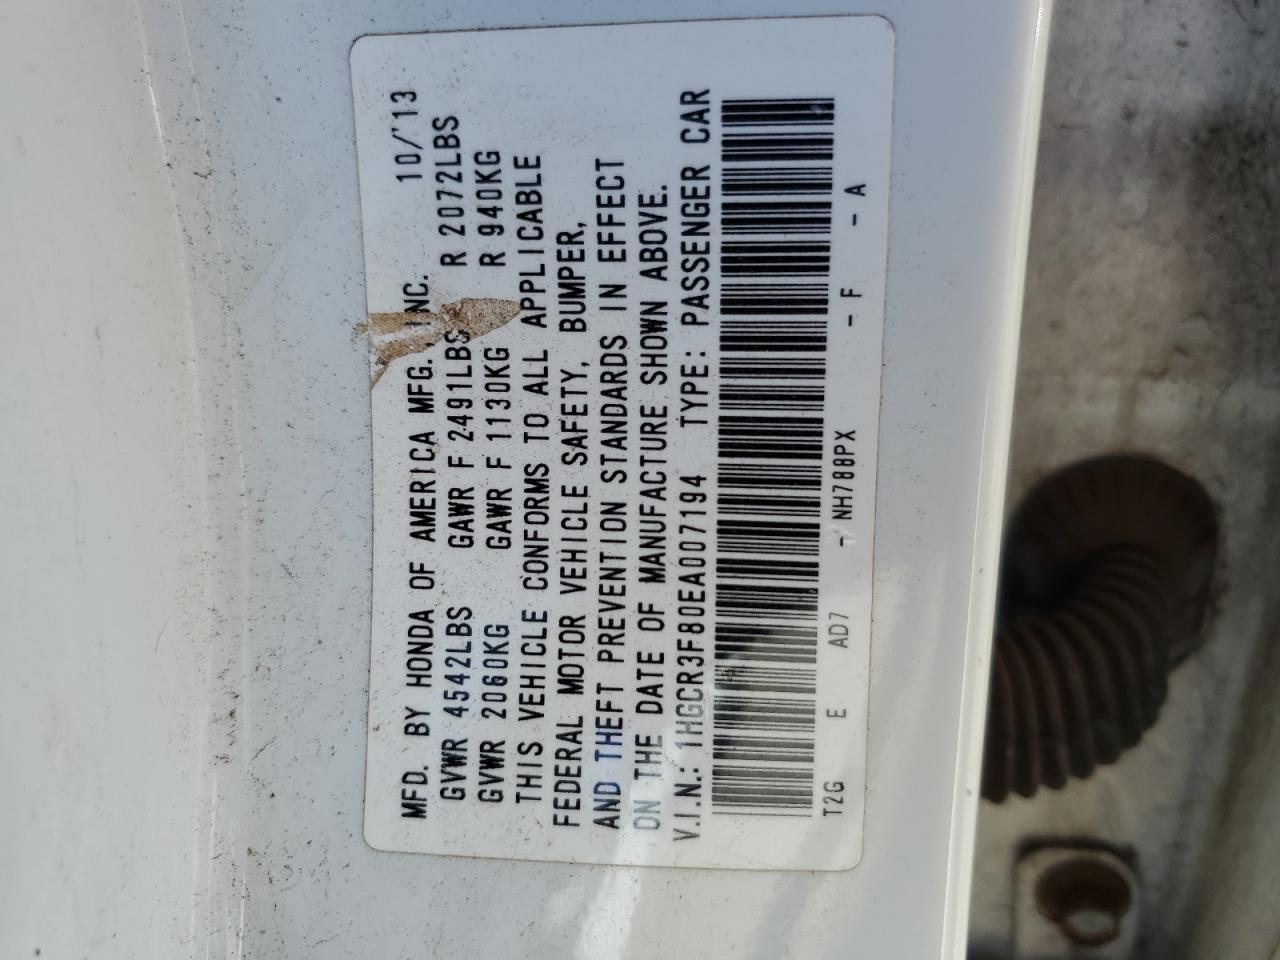 MFD. BY HONDA OF AMERICA MFG., INC. 10/'13
GVWR 4542LBS GAWR F 2491LBS R 2072LBS
GVWR 2060KG GAWR F 1130KG R 940KG
THIS VEHICLE CONFORMS TO ALL APPLICABLE
FEDERAL MOTOR VEHICLE SAFETY, BUMPER,
AND THEFT PREVENTION STANDARDS IN EFFECT
ON THE DATE OF MANUFACTURE SHOWN ABOVE.
V.I.N.: 1HGCR3F80EA007194 TYPE: PASSENGER CAR
T2G E AD7 - NH788PX - F - A